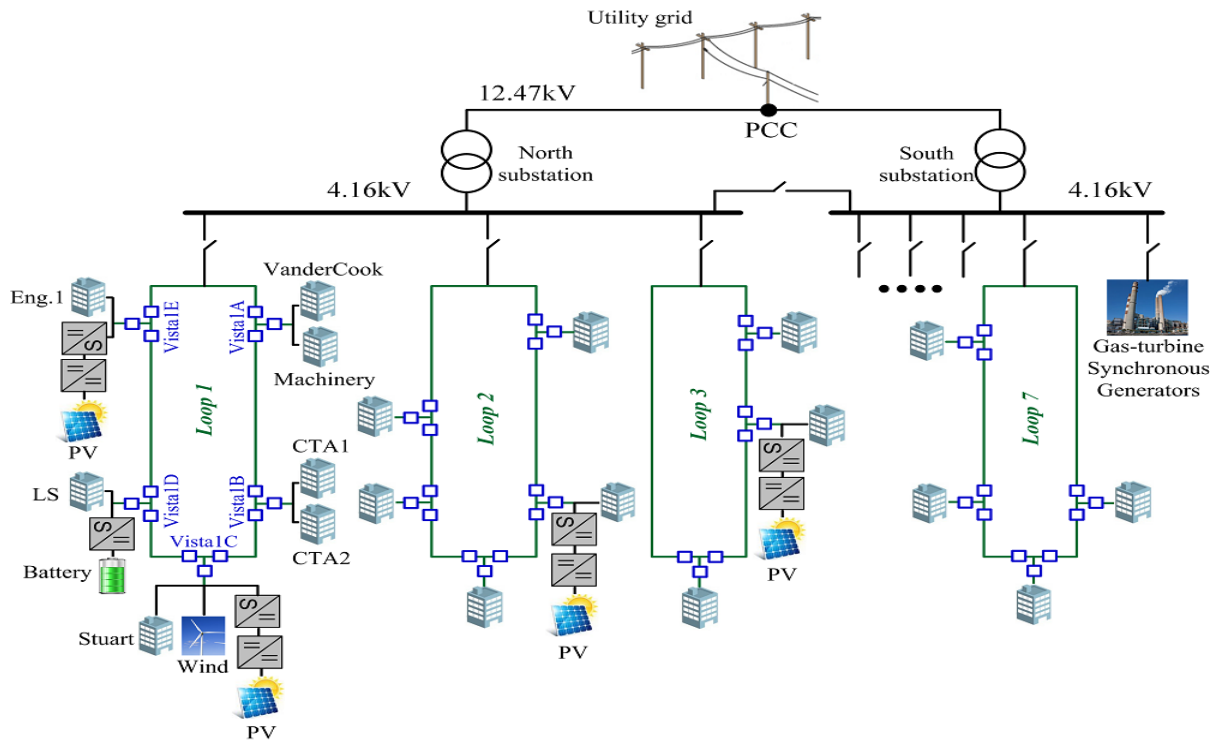 Utility grid
12.47kV
PCC
North
substation
South
substation
4.16kV
4.16kV
VanderCook
Eng.1
Vista1E
Vista1A
Machinery
Loop 1
Loop 2
Loop 3
Loop 7
Gas-turbine
Synchronous
Generators
PV
CTA1
LS
Vista1D
Vista1B
Vista1C
CTA2
Battery
PV
Stuart
Wind
PV
PV
S
S
S
S
S